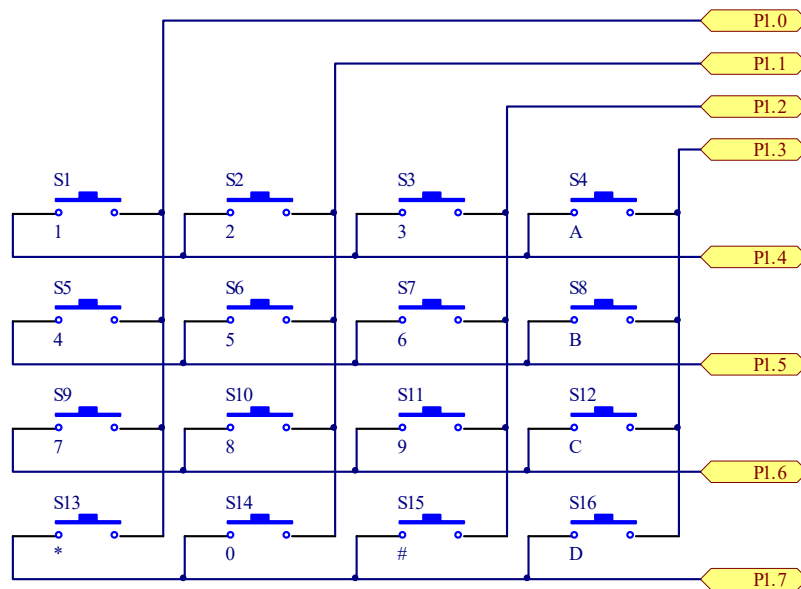 P1.0
P1.1
P1.2
P1.3
S1 S2 S3 S4
1 2 3 A
P1.4
S5 S6 S7 S8
4 5 6 B
P1.5
S9 S10 S11 S12
7 8 9 C
P1.6
S13 S14 S15 S16
* 0 # D
P1.7